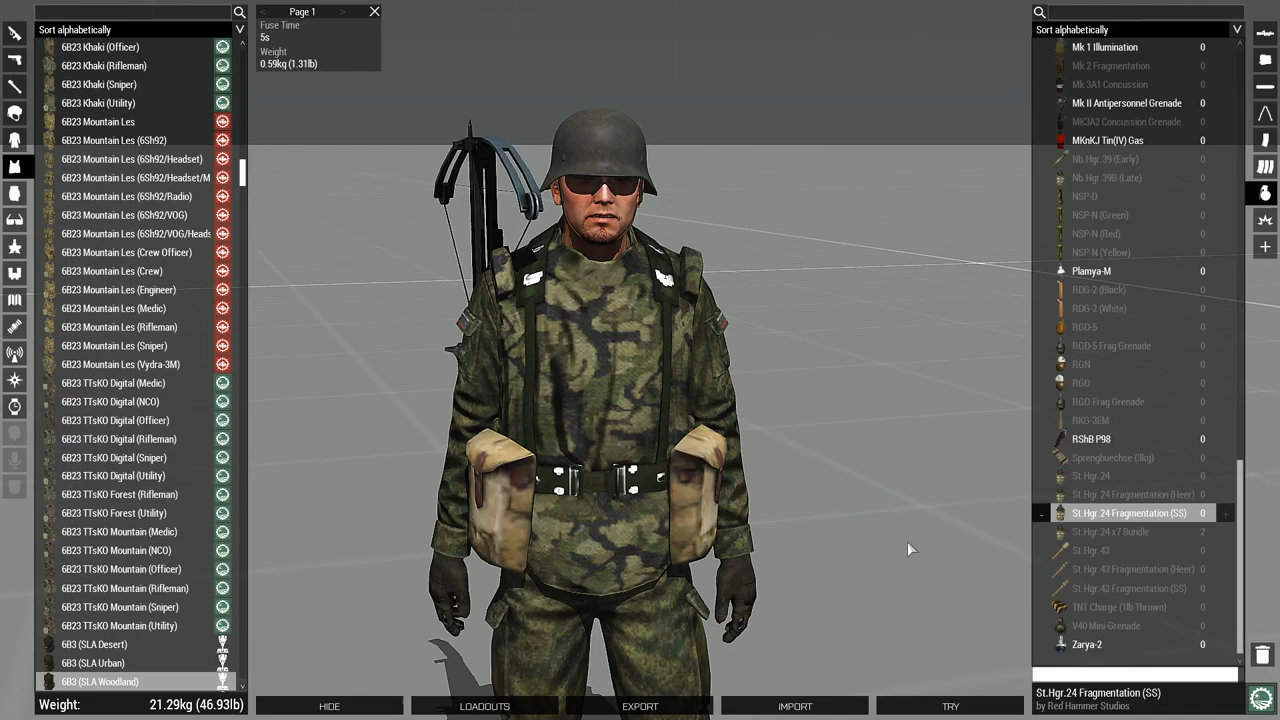 Sort alphabetically
6B23 Khaki (Officer)
6B23 Khaki (Rifleman)
6B23 Khaki (Sniper)
6B23 Khaki (Utility)
6B23 Mountain Les
6B23 Mountain Les (6Sh92)
6B23 Mountain Les (6Sh92/Headset)
6B23 Mountain Les (6Sh92/Headset/M
6B23 Mountain Les (6Sh92/Radio)
6B23 Mountain Les (6Sh92/VOG)
6B23 Mountain Les (6Sh92/VOG/Heads
6B23 Mountain Les (Crew Officer)
6B23 Mountain Les (Crew)
6B23 Mountain Les (Engineer)
6B23 Mountain Les (Medic)
6B23 Mountain Les (Rifleman)
6B23 Mountain Les (Sniper)
6B23 Mountain Les (Vydra-3M)
6B23 TTsKO Digital (Medic)
6B23 TTsKO Digital (NCO)
6B23 TTsKO Digital (Officer)
6B23 TTsKO Digital (Rifleman)
6B23 TTsKO Digital (Sniper)
6B23 TTsKO Digital (Utility)
6B23 TTsKO Forest (Rifleman)
6B23 TTsKO Forest (Utility)
6B23 TTsKO Mountain (Medic)
6B23 TTsKO Mountain (NCO)
6B23 TTsKO Mountain (Officer)
6B23 TTsKO Mountain (Rifleman)
6B23 TTsKO Mountain (Sniper)
6B23 TTsKO Mountain (Utility)
6B3 (SLA Desert)
6B3 (SLA Urban)
6B3 (SLA Woodland)
Weight: 21.29kg (46.93lb)
< Page 1 >
Fuse Time
5s
Weight
0.59kg (1.31lb)
HIDE
LOADOUTS
EXPORT
IMPORT
TRY
Sort alphabetically
Mk 1 Illumination 0
Mk 2 Fragmentation 0
Mk 3A1 Concussion 0
Mk II Antipersonnel Grenade 0
MK3A2 Concussion Grenade 0
MKnKJ Tin(IV) Gas 0
Nb.Hgr.39 (Early) 0
Nb.Hgr.39B (Late) 0
NSP-D 0
NSP-N (Green) 0
NSP-N (Red) 0
NSP-N (Yellow) 0
Plamya-M 0
RDG-2 (Black) 0
RDG-2 (White) 0
RGD-5 0
RGD-5 Frag Grenade 0
RGN 0
RGO 0
RGO Frag Grenade 0
RKG-3EM 0
RShB P98 0
Sprengbuechse (3kg) 0
St.Hgr.24 0
St.Hgr.24 Fragmentation (Heer) 0
- St.Hgr.24 Fragmentation (SS) 0 +
St.Hgr.24 x7 Bundle 2
St.Hgr.43 0
St.Hgr.43 Fragmentation (Heer) 0
St.Hgr.43 Fragmentation (SS) 0
TNT Charge (1lb Thrown) 0
V40 Mini-Grenade 0
Zarya-2 0
St.Hgr.24 Fragmentation (SS)
by Red Hammer Studios